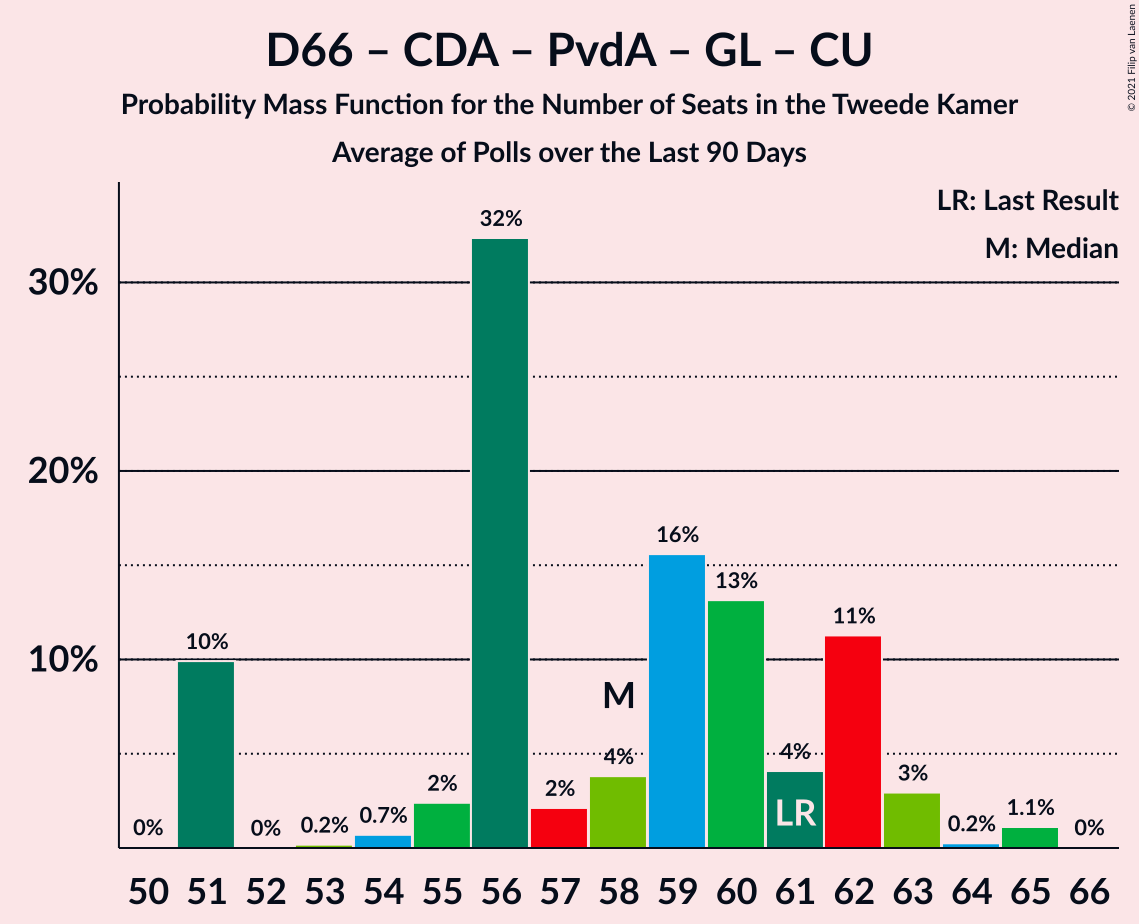 D66 – CDA – PvdA – GL – CU
Probability Mass Function for the Number of Seats in the Tweede Kamer
Average of Polls over the Last 90 Days
© 2021 Filip van Laenen
LR: Last Result
M: Median
30%
20%
10%
0%
10%
0%
0.2%
0.7%
2%
32%
2%
4%
16%
13%
4%
11%
3%
0.2%
1.1%
0%
M
LR
50 51 52 53 54 55 56 57 58 59 60 61 62 63 64 65 66